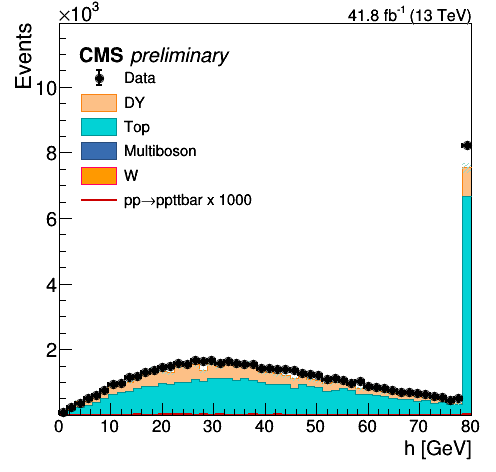 ×10³
41.8 fb⁻¹ (13 TeV)
Events
CMS preliminary
Data
DY
Top
Multiboson
W
pp→ppttbar x 1000
10
8
6
4
2
0 10 20 30 40 50 60 70 80
h [GeV]